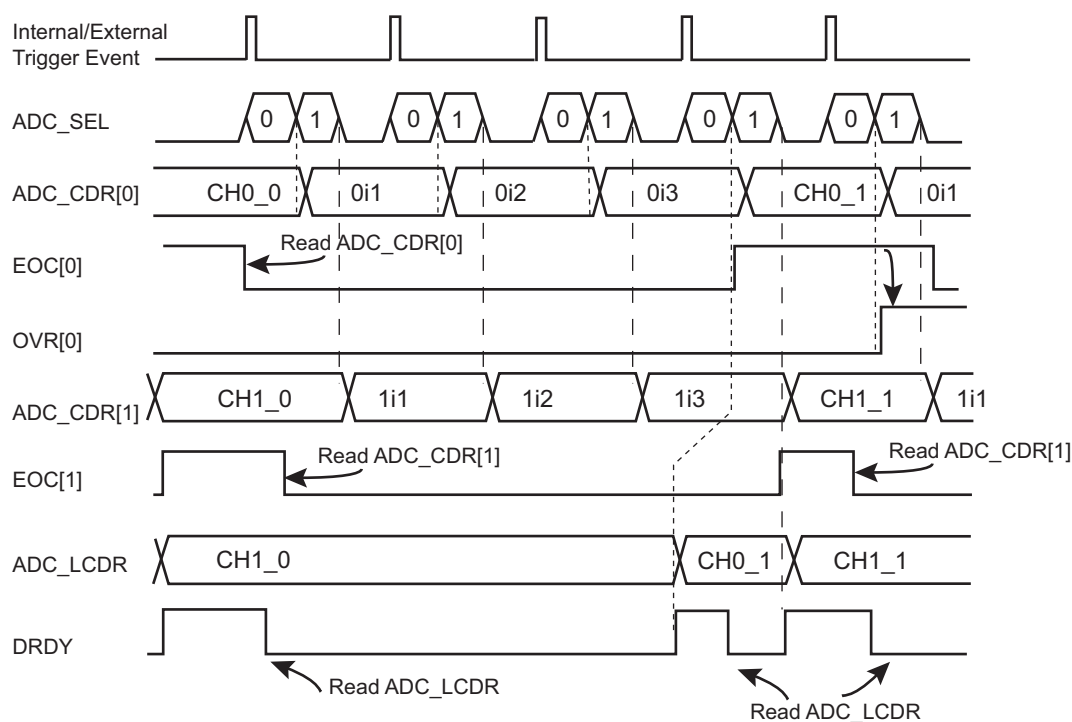 Internal/External
Trigger Event
ADC_SEL 0 1 0 1 0 1 0 1 0 1
ADC_CDR[0] CH0_0 0i1 0i2 0i3 CH0_1 0i1
Read ADC_CDR[0]
EOC[0]
OVR[0]
ADC_CDR[1] CH1_0 1i1 1i2 1i3 CH1_1 1i1
Read ADC_CDR[1] Read ADC_CDR[1]
EOC[1]
ADC_LCDR CH1_0 CH0_1 CH1_1
DRDY
Read ADC_LCDR
Read ADC_LCDR